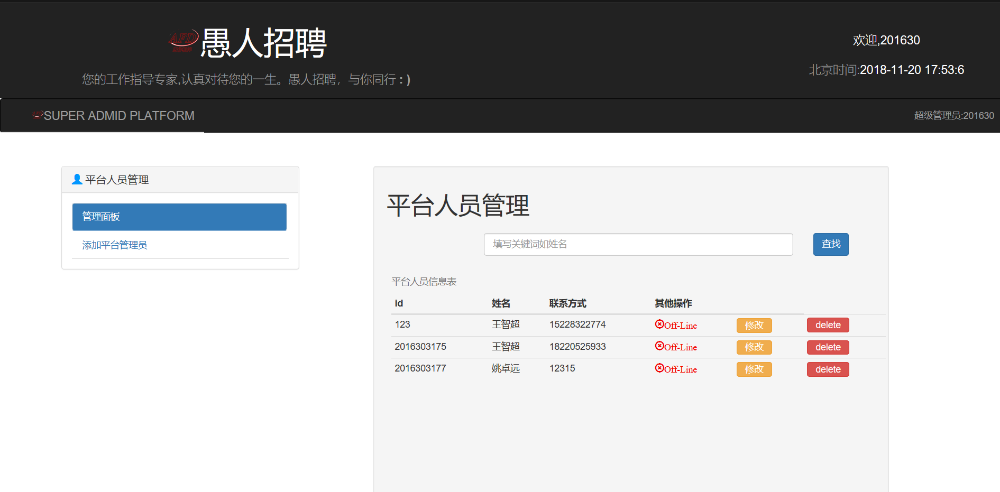 AFD愚人招聘
您的工作指导专家,认真对待您的一生。愚人招聘，与你同行 : )
欢迎,201630
北京时间:2018-11-20 17:53:6
SUPER ADMID PLATFORM
超级管理员:201630
平台人员管理
管理面板
添加平台管理员
平台人员管理
填写关键词如姓名 查找
平台人员信息表
id 姓名 联系方式 其他操作
123 王智超 15228322774 Off-Line 修改 delete
2016303175 王智超 18220525933 Off-Line 修改 delete
2016303177 姚卓远 12315 Off-Line 修改 delete